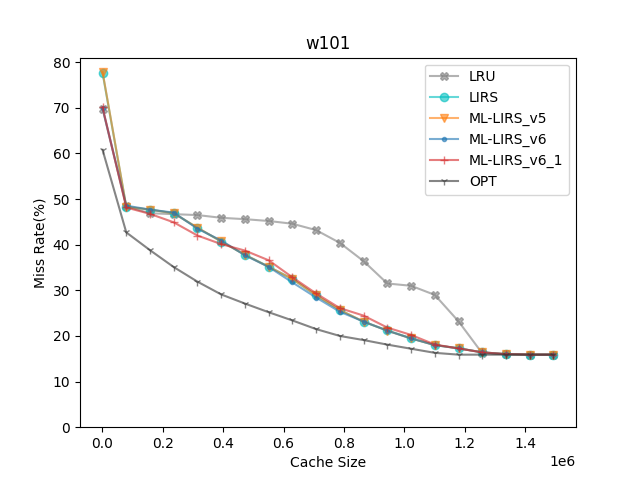 w101
80
70
60
50
40
30
20
10
0
Miss Rate(%)
LRU
LIRS
ML-LIRS_v5
ML-LIRS_v6
ML-LIRS_v6_1
OPT
0.0 0.2 0.4 0.6 0.8 1.0 1.2 1.4
1e6
Cache Size